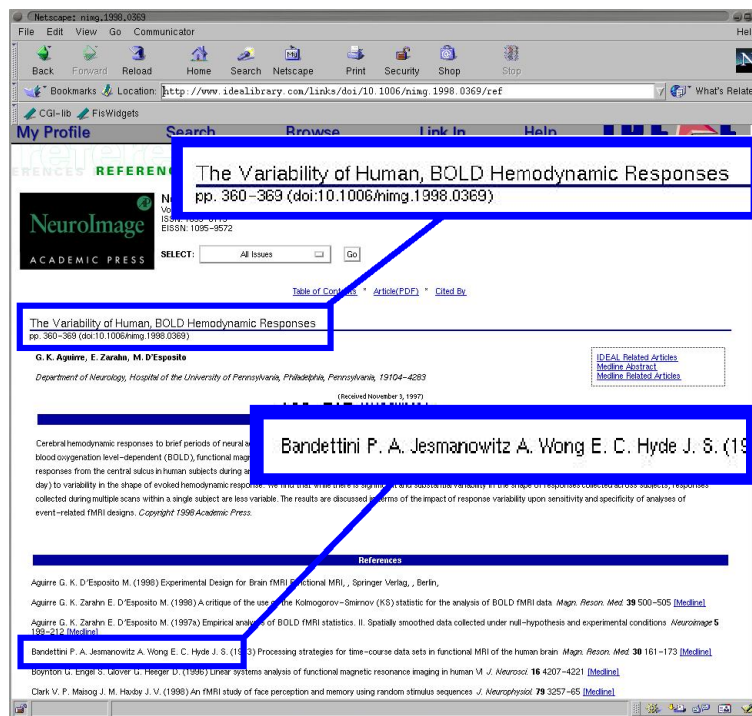 Netscape: nimg.1998.0369
File Edit View Go Communicator Hel
Back Forward Reload Home Search Netscape Print Security Shop Stop
Bookmarks Location: http://www.idealibrary.com/links/doi/10.1006/nimg.1998.0369/ref What's Relate
CGI-lib FisWidgets
My Profile Search Browse Link In Help
The Variability of Human, BOLD Hemodynamic Responses
pp. 360-369 (doi:10.1006/nimg.1998.0369)
NeuroImage
ACADEMIC PRESS
EISSN: 1095-9572
SELECT: All Issues Go
Table of Contents " Article(PDF) " Cited By
The Variability of Human, BOLD Hemodynamic Responses
pp. 360-369 (doi:10.1006/nimg.1998.0369)
G. K. Aguirre, E. Zarahn, M. D'Esposito
Department of Neurology, Hospital of the University of Pennsylvania, Philadelphia, Pennsylvania, 19104-4283
IDEAL Related Articles
Medline Abstract
Medline Related Articles
(Received November 3, 1997)
Bandettini P. A. Jesmanowitz A. Wong E. C. Hyde J. S. (19
Cerebral hemodynamic responses to brief periods of neural
blood oxygenation level-dependent (BOLD), functional
responses from the central sulcus in human subjects during
day) to variability in the shape of evoked hemodynamic response. We find that while there is significant and substantial variability in the shape of responses collected across subjects, responses
collected during multiple scans within a single subject are less variable. The results are discussed in terms of the impact of response variability upon sensitivity and specificity of analyses of
event-related fMRI designs. Copyright 1998 Academic Press.
References
Aguirre G. K. D'Esposito M. (1998) Experimental Design for Brain fMRI Functional MRI, , Springer Verlag, , Berlin,
Aguirre G. K. Zarahn E. D'Esposito M. (1998) A critique of the use of the Kolmogorov-Smirnov (KS) statistic for the analysis of BOLD fMRI data Magn. Reson. Med. 39 500-505 [Medline]
Aguirre G. K. Zarahn E. D'Esposito M. (1997a) Empirical analyses of BOLD fMRI statistics. II. Spatially smoothed data collected under null-hypothesis and experimental conditions Neuroimage 5
199-212 [Medline]
Bandettini P. A. Jesmanowitz A. Wong E. C. Hyde J. S. (1993) Processing strategies for time-course data sets in functional MRI of the human brain Magn. Reson. Med. 30 161-173 [Medline]
Boynton G. Engel S. Glover G. Heeger D. (1996) Linear systems analysis of functional magnetic resonance imaging in human VI J. Neurosci. 16 4207-4221 [Medline]
Clark V. P. Maisog J. M. Haxby J. V. (1998) An fMRI study of face perception and memory using random stimulus sequences J. Neurophysiol. 79 3257-65 [Medline]